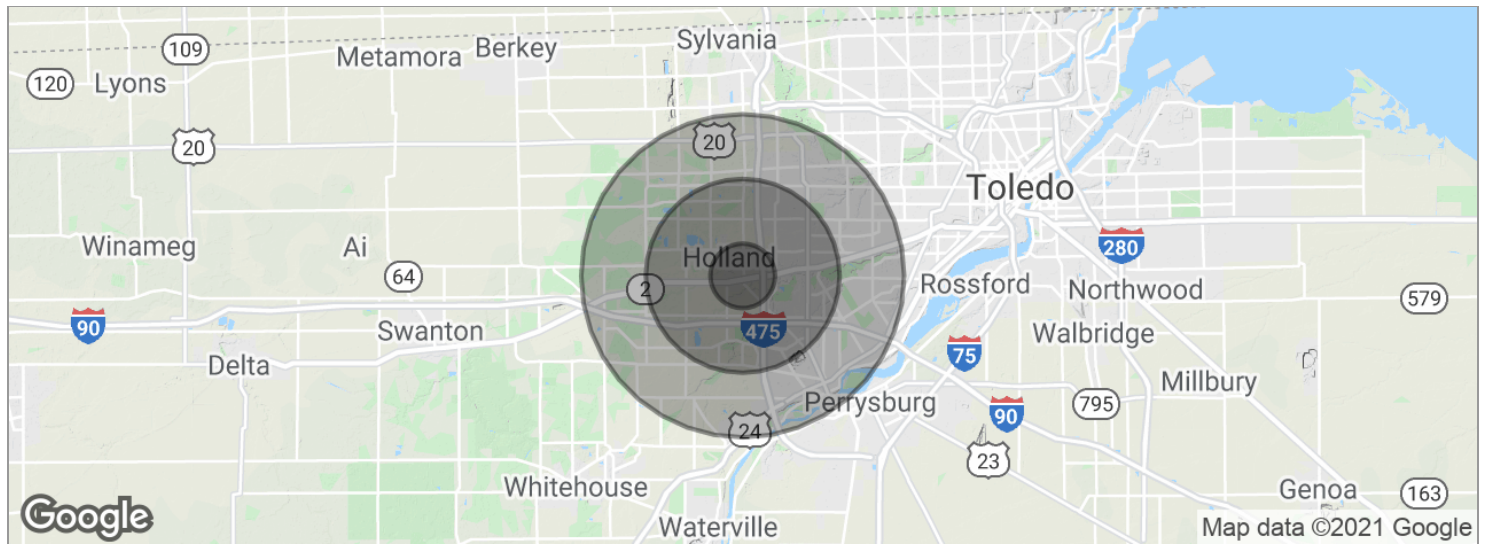 Sylvania
Berkey
109
Metamora
120
Lyons
20
20
Toledo
Winameg
Ai
Holland
280
64
2
Rossford
Northwood
579
90
Swanton
475
Walbridge
75
Delta
Millbury
Perrysburg
795
90
24
23
Whitehouse
Genoa
163
Google
Waterville
Map data ©2021 Google